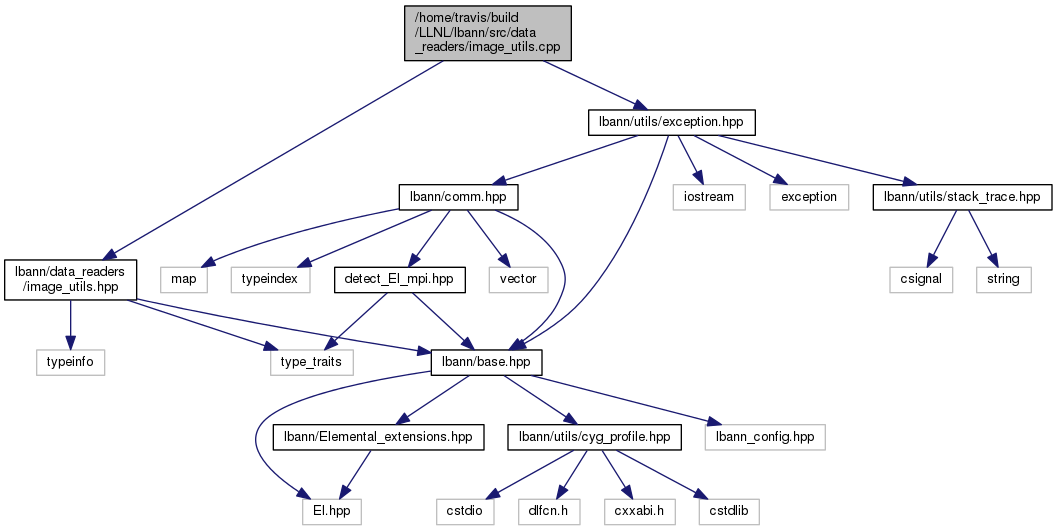 /home/travis/build
/LLNL/lbann/src/data
_readers/image_utils.cpp
lbann/utils/exception.hpp
lbann/comm.hpp
iostream
exception
lbann/utils/stack_trace.hpp
lbann/data_readers
/image_utils.hpp
map
typeindex
detect_El_mpi.hpp
vector
csignal
string
typeinfo
type_traits
lbann/base.hpp
lbann/Elemental_extensions.hpp
lbann/utils/cyg_profile.hpp
lbann_config.hpp
El.hpp
cstdio
dlfcn.h
cxxabi.h
cstdlib